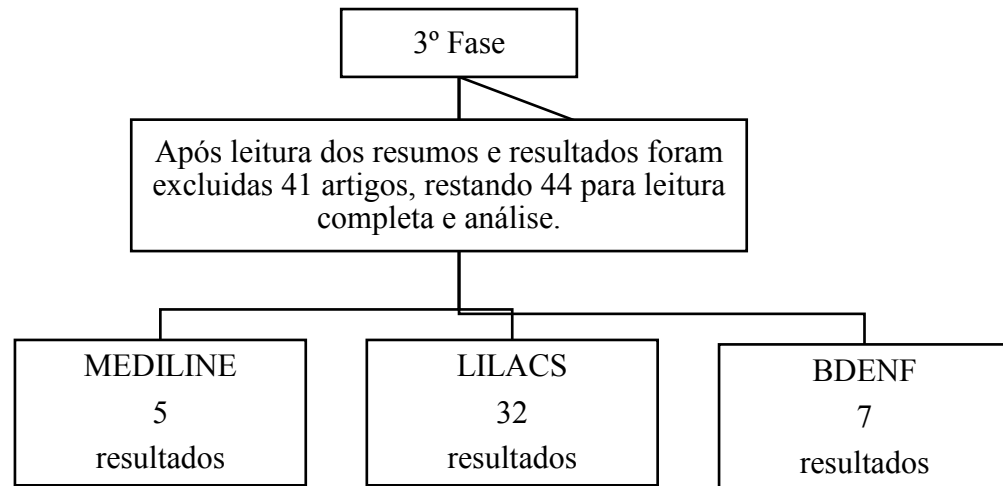 3º Fase
Após leitura dos resumos e resultados foram
excluidas 41 artigos, restando 44 para leitura
completa e análise.
MEDILINE
5
resultados
LILACS
32
resultados
BDENF
7
resultados